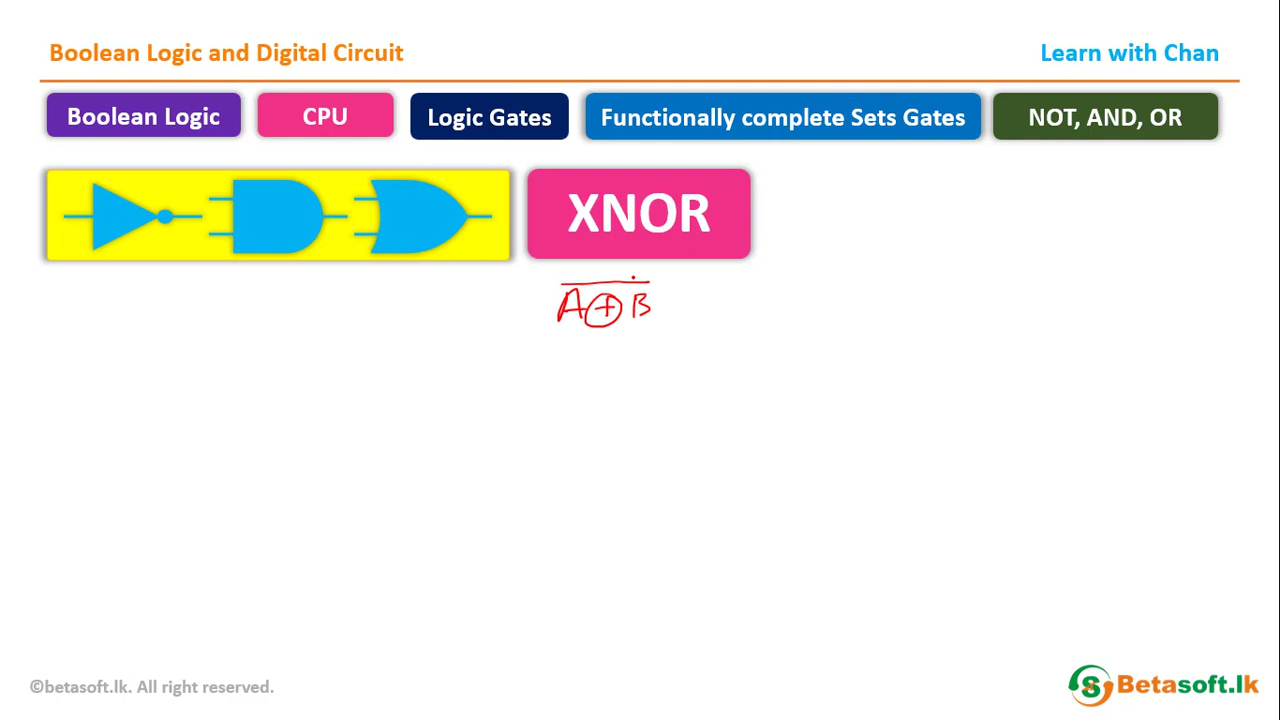 Boolean Logic and Digital Circuit Learn with Chan
Boolean Logic CPU Logic Gates Functionally complete Sets Gates NOT, AND, OR
XNOR
A⊕B
©betasoft.lk. All right reserved. Betasoft.lk